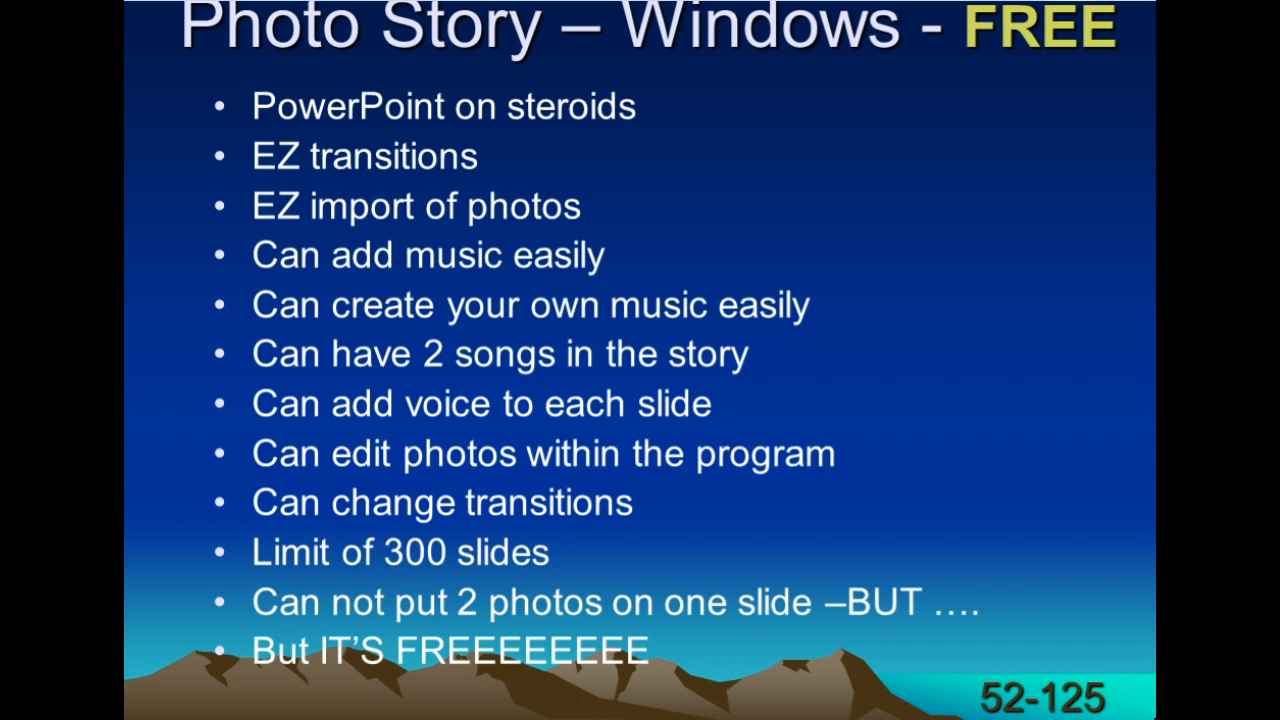 Photo Story – Windows - FREE
• PowerPoint on steroids
• EZ transitions
• EZ import of photos
• Can add music easily
• Can create your own music easily
• Can have 2 songs in the story
• Can add voice to each slide
• Can edit photos within the program
• Can change transitions
• Limit of 300 slides
• Can not put 2 photos on one slide –BUT ….
• But IT’S FREEEEEEEE
52-125